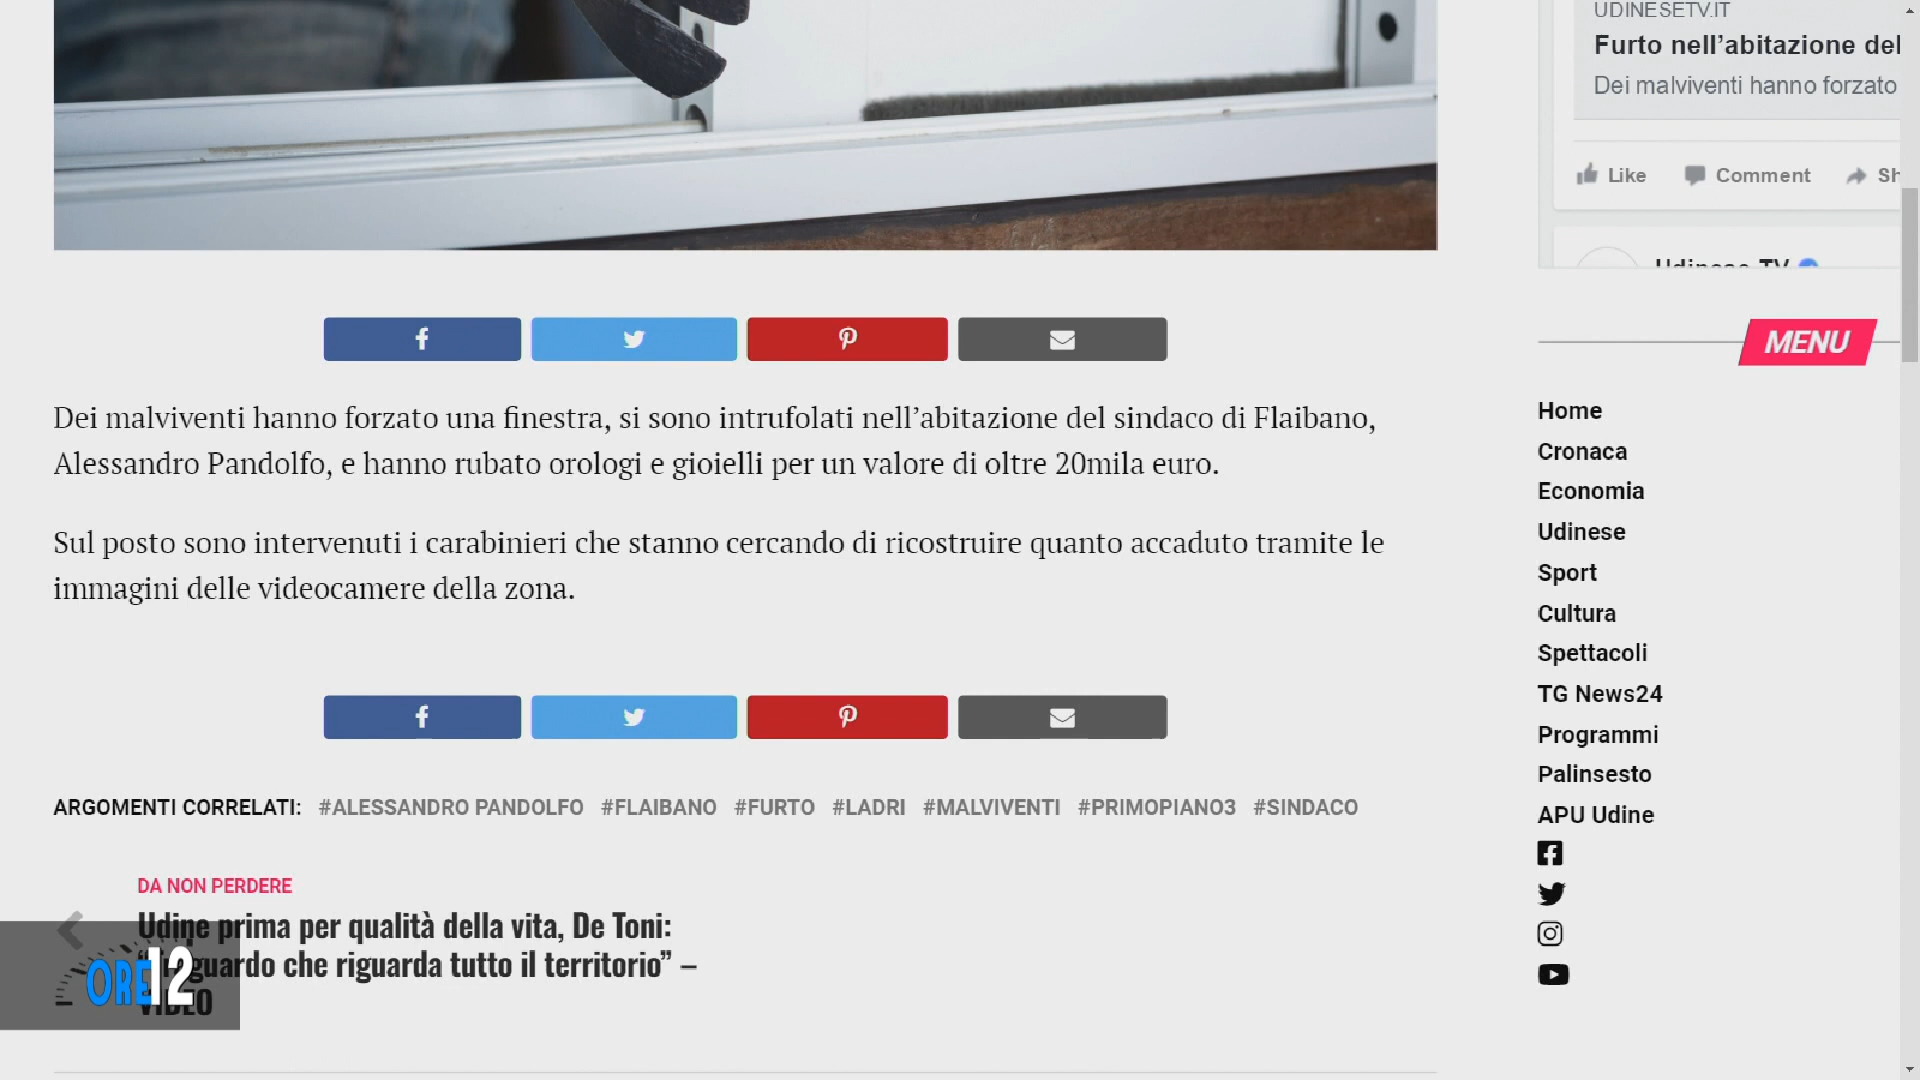 UDINESETV.IT
Furto nell’abitazione del
Dei malviventi hanno forzato
Like Comment
Udinese TV
MENU
Dei malviventi hanno forzato una finestra, si sono intrufolati nell’abitazione del sindaco di Flaibano,
Alessandro Pandolfo, e hanno rubato orologi e gioielli per un valore di oltre 20mila euro.
Sul posto sono intervenuti i carabinieri che stanno cercando di ricostruire quanto accaduto tramite le
immagini delle videocamere della zona.
ARGOMENTI CORRELATI: #ALESSANDRO PANDOLFO #FLAIBANO #FURTO #LADRI #MALVIVENTI #PRIMOPIANO3 #SINDACO
DA NON PERDERE
Udine prima per qualità della vita, De Toni:
che riguarda tutto il territorio” –
VIDEO
ORE12
Home
Cronaca
Economia
Udinese
Sport
Cultura
Spettacoli
TG News24
Programmi
Palinsesto
APU Udine